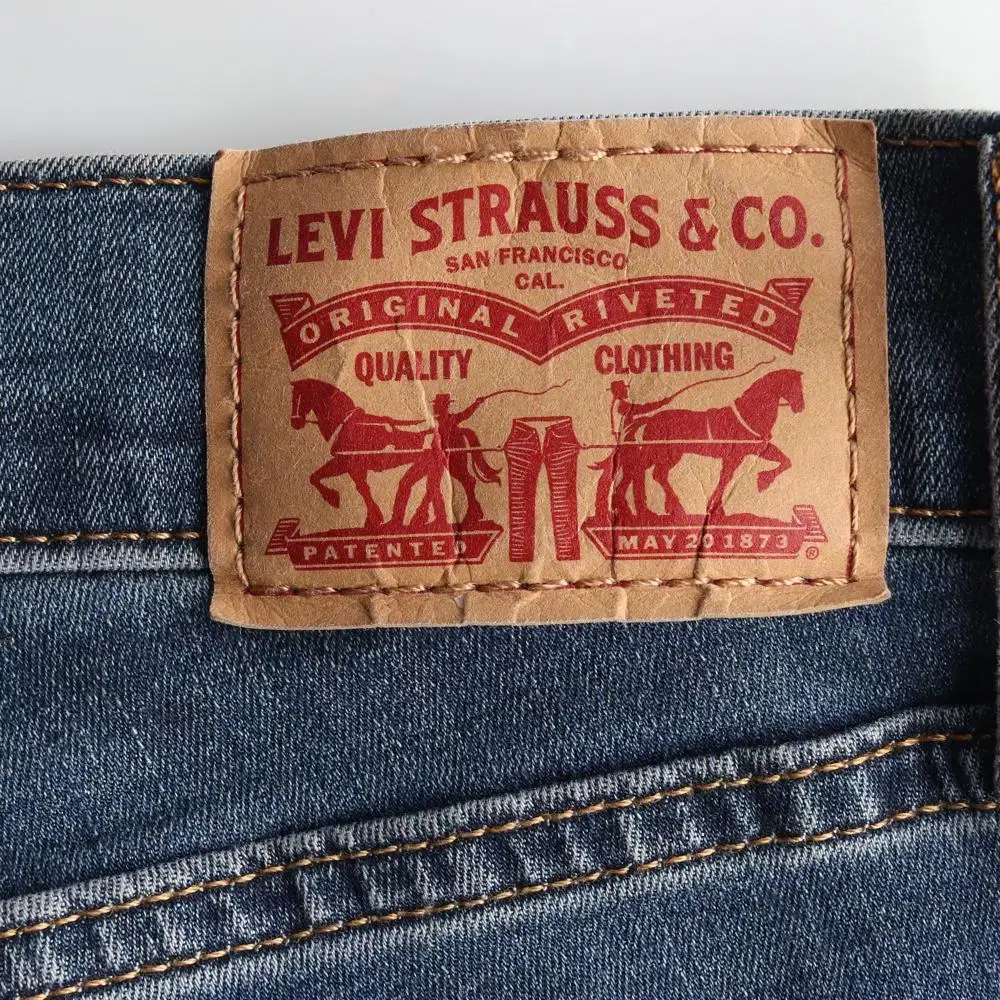 LEVI STRAUSS & CO.
SAN FRANCISCO
CAL.
ORIGINAL RIVETED
QUALITY CLOTHING
PATENTED MAY 20 1873 ®